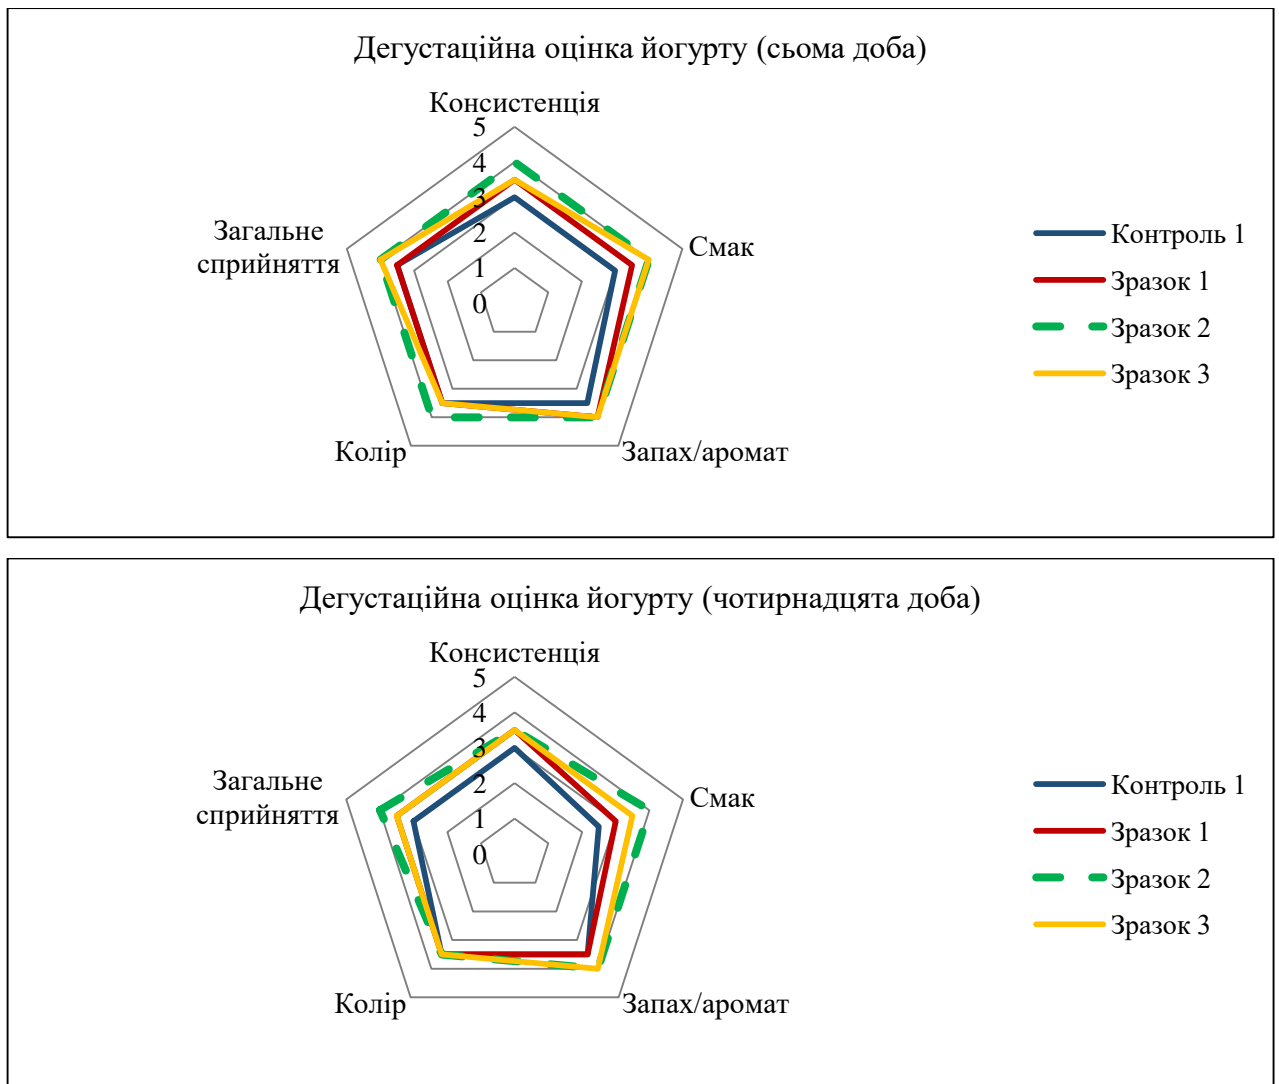 Дегустаційна оцінка йогурту (сьома доба)
Консистенція
5
4
3
2
1
0
Загальне
сприйняття
Смак
Колір
Запах/аромат
Контроль 1
Зразок 1
Зразок 2
Зразок 3
Дегустаційна оцінка йогурту (чотирнадцята доба)
Консистенція
5
4
3
2
1
0
Загальне
сприйняття
Смак
Колір
Запах/аромат
Контроль 1
Зразок 1
Зразок 2
Зразок 3